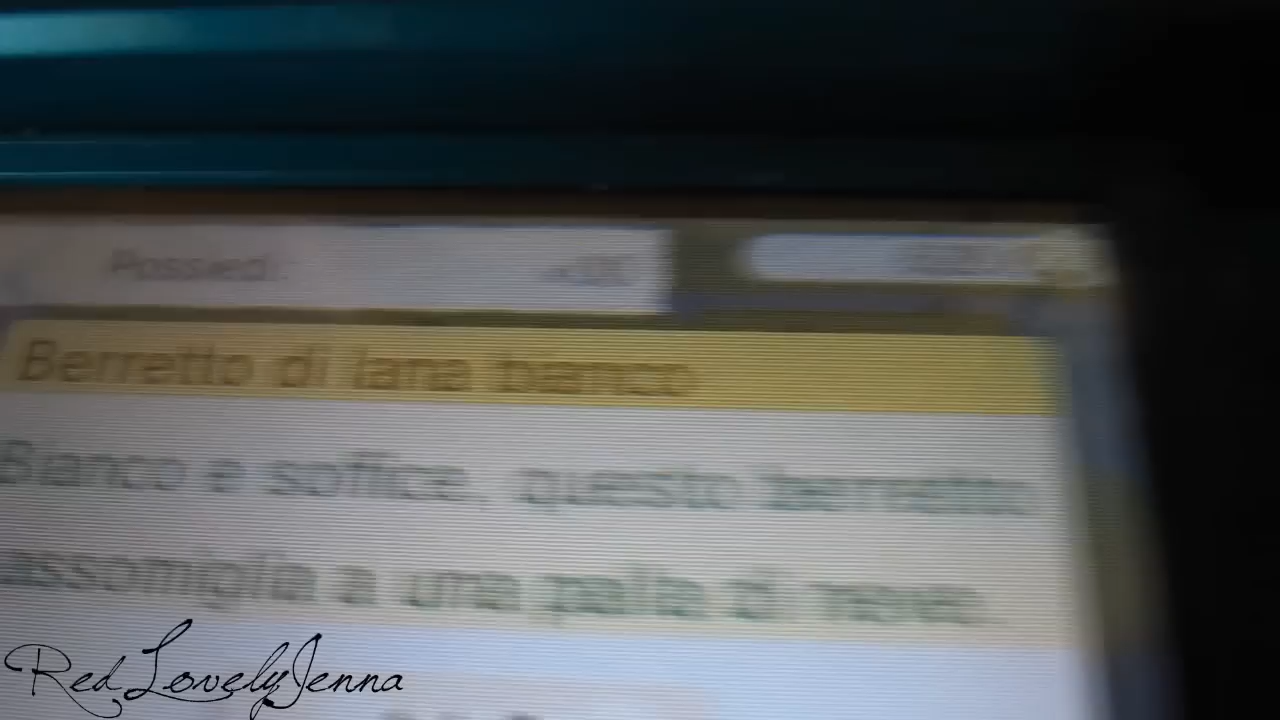 Possiedi:
Berretto di lana bianco
Bianco e soffice, questo berretto
assomiglia a una palla di neve.
RedLovelyJenna